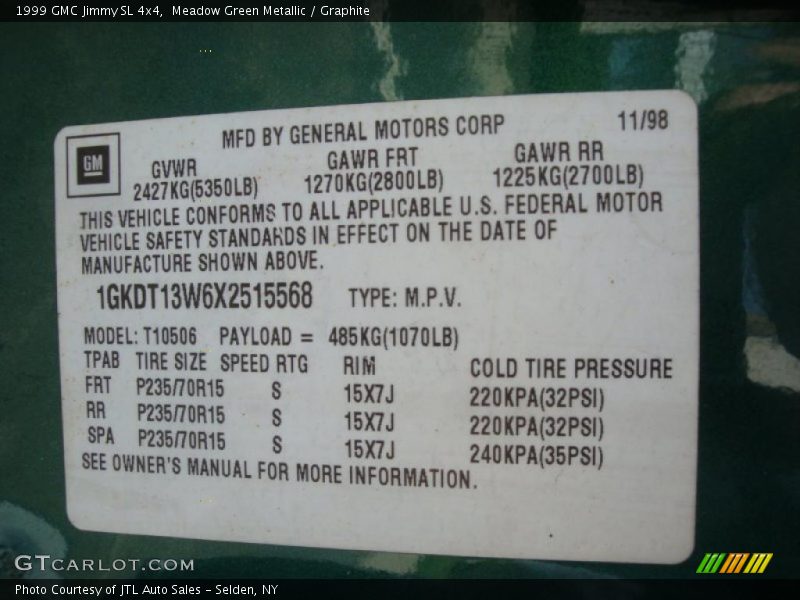 1999 GMC Jimmy SL 4x4,  Meadow Green Metallic / Graphite
MFD BY GENERAL MOTORS CORP 11/98
GM
GVWR GAWR FRT GAWR RR
2427KG(5350LB) 1270KG(2800LB) 1225KG(2700LB)
THIS VEHICLE CONFORMS TO ALL APPLICABLE U.S. FEDERAL MOTOR
VEHICLE SAFETY STANDARDS IN EFFECT ON THE DATE OF
MANUFACTURE SHOWN ABOVE.
1GKDT13W6X2515568 TYPE: M.P.V.
MODEL: T10506 PAYLOAD = 485KG(1070LB)
TPAB TIRE SIZE SPEED RTG RIM COLD TIRE PRESSURE
FRT P235/70R15 S 15X7J 220KPA(32PSI)
RR P235/70R15 S 15X7J 220KPA(32PSI)
SPA P235/70R15 S 15X7J 240KPA(35PSI)
SEE OWNER'S MANUAL FOR MORE INFORMATION.
GTCARLOT.COM
Photo Courtesy of JTL Auto Sales - Selden, NY